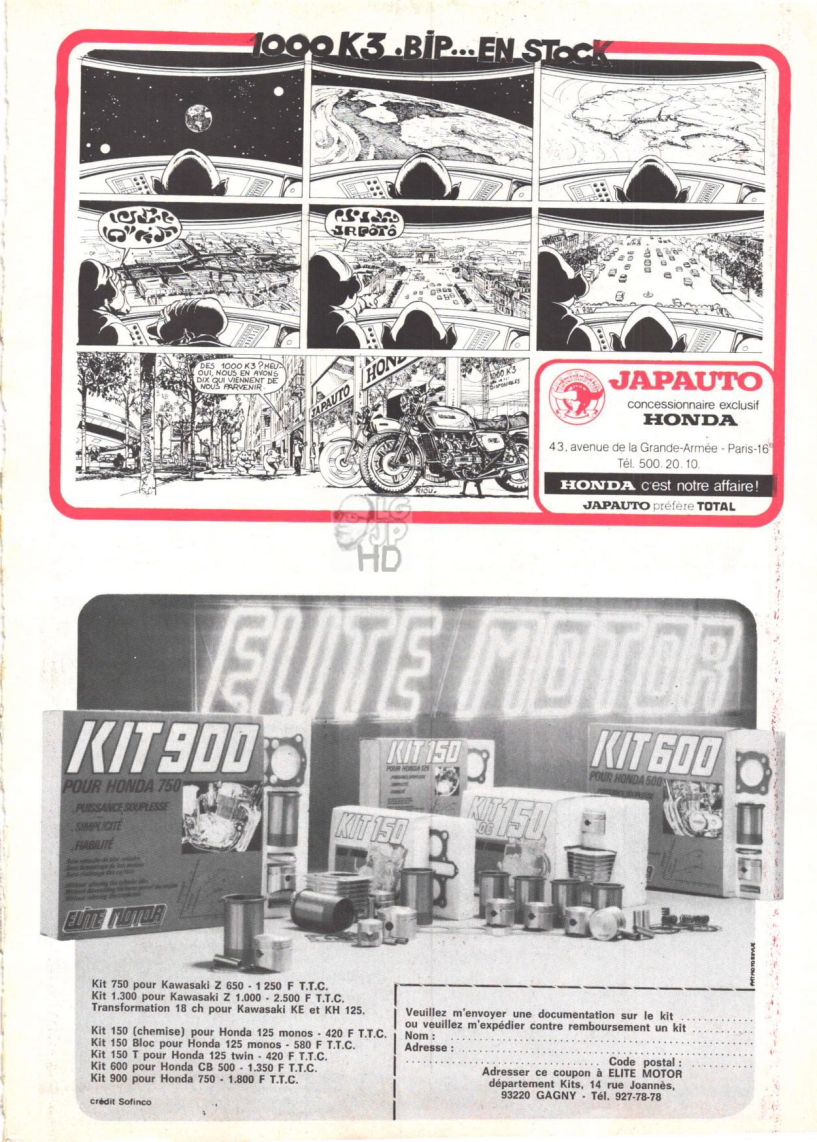 1000 K3 .BIP...EN STOCK
DES 1000 K3 ? HEU-
OUI, NOUS EN AVONS
DIX QUI VIENNENT DE
NOUS PARVENIR
JAPAUTO
HONDA
1000 K3
DISPONIBLES
RIOU.
JAPAUTO
concessionnaire exclusif
HONDA
43, avenue de la Grande-Armée - Paris-16e
Tél. 500. 20. 10.
HONDA c'est notre affaire!
JAPAUTO préfère TOTAL
LG
JP
HD
ELITE MOTOR
KIT 900
POUR HONDA 750
..PUISSANCE SOUPLESSE
..SIMPLICITÉ
..FIABILITÉ
ELITE MOTOR
KIT 150
POUR HONDA 125
KIT 150
KIT 150
KIT 600
POUR HONDA 500
Kit 750 pour Kawasaki Z 650 - 1 250 F T.T.C.
Kit 1.300 pour Kawasaki Z 1.000 - 2.500 F T.T.C.
Transformation 18 ch pour Kawasaki KE et KH 125.
Kit 150 (chemise) pour Honda 125 monos - 420 F T.T.C.
Kit 150 Bloc pour Honda 125 monos - 580 F T.T.C.
Kit 150 T pour Honda 125 twin - 420 F T.T.C.
Kit 600 pour Honda CB 500 - 1.350 F T.T.C.
Kit 900 pour Honda 750 - 1.800 F T.T.C.
crédit Sofinco
Veuillez m'envoyer une documentation sur le kit
ou veuillez m'expédier contre remboursement un kit
Nom :
Adresse :
Code postal :
Adresser ce coupon à ELITE MOTOR
département Kits, 14 rue Joannès,
93220 GAGNY - Tél. 927-78-78